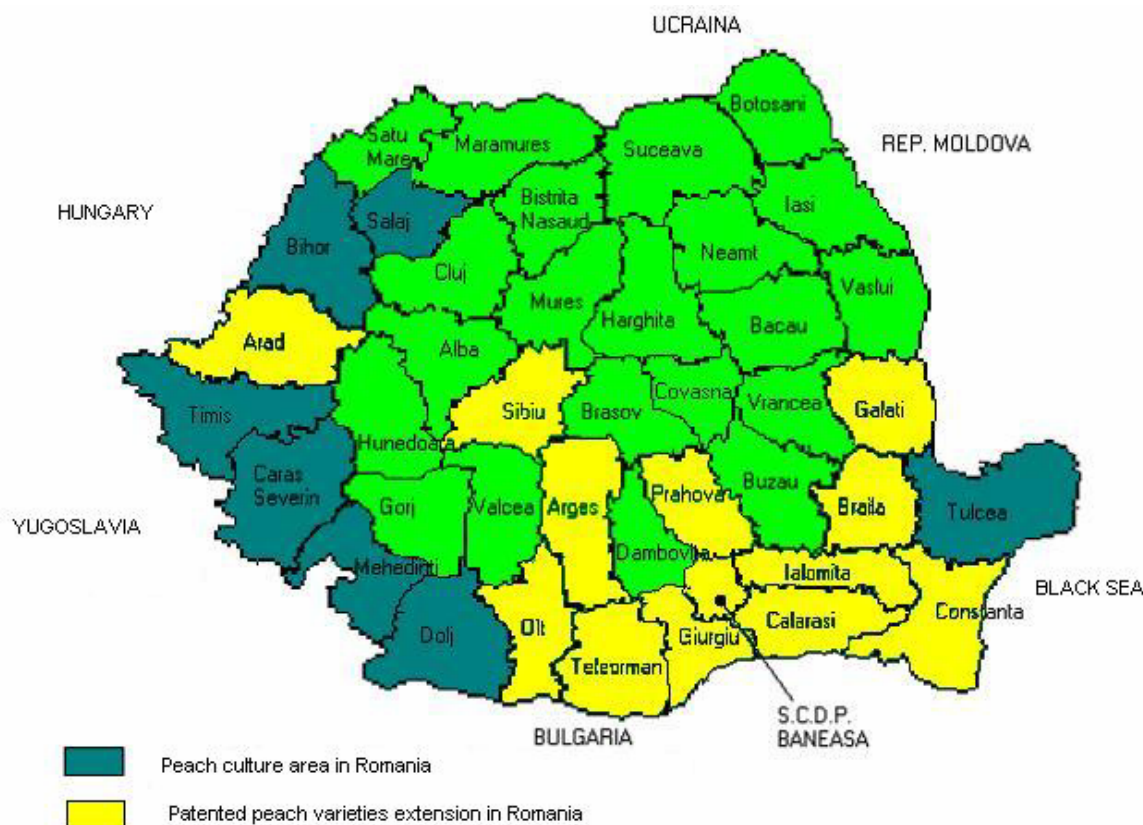 UCRAINA
Botosani
Satu
Mare
Maramures
Suceava
REP. MOLDOVA
HUNGARY
Salaj
Bistrita
Nasaud
Iasi
Bihor
Cluj
Neamt
Mures
Vaslui
Arad
Alba
Harghita
Bacau
Timis
Sibiu
Brasov
Covasna
Vrancea
Galati
Hunedoara
Caras
Severin
YUGOSLAVIA
Gorj
Valcea
Arges
Prahova
Buzau
Braila
Tulcea
Mehedinti
Dambovita
Ialomita
BLACK SEA
Dolj
Olt
Giurgiu
Calarasi
Constanta
Teleorman
BULGARIA
S.C.D.P.
BANEASA
Peach culture area in Romania
Patented peach varieties extension in Romania